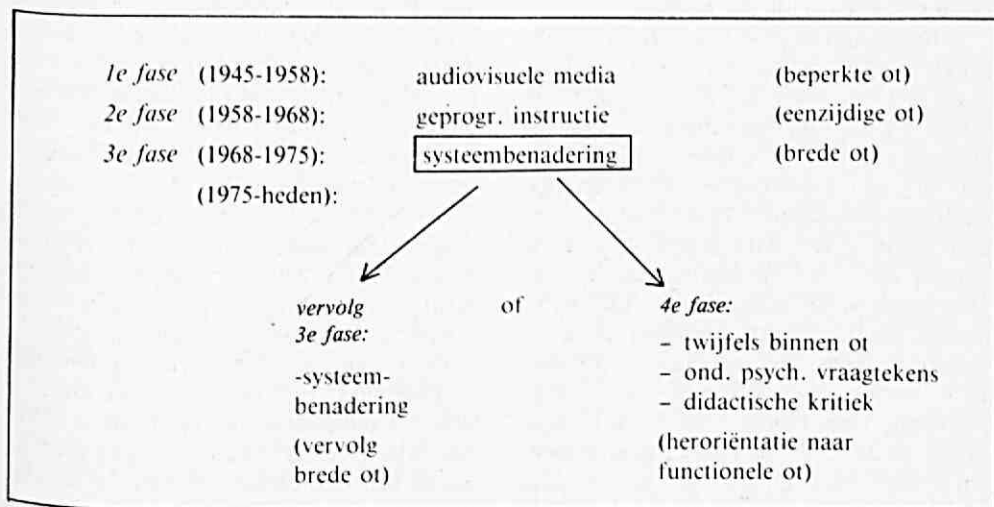 1e fase (1945-1958): audiovisuele media (beperkte ot)
2e fase (1958-1968): geprogr. instructie (eenzijdige ot)
3e fase (1968-1975): systeembenadering (brede ot)
(1975-heden):
vervolg of 4e fase:
3e fase:
– twijfels binnen ot
-systeem- – ond. psych. vraagtekens
benadering – didactische kritiek
(vervolg (heroriëntatie naar
brede ot) functionele ot)